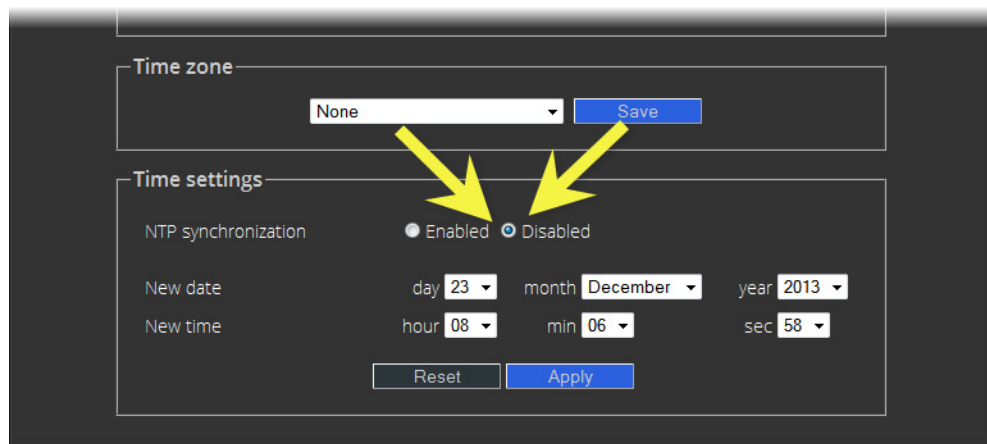 Time zone
None Save
Time settings
NTP synchronization Enabled Disabled
New date day 23 month December year 2013
New time hour 08 min 06 sec 58
Reset Apply